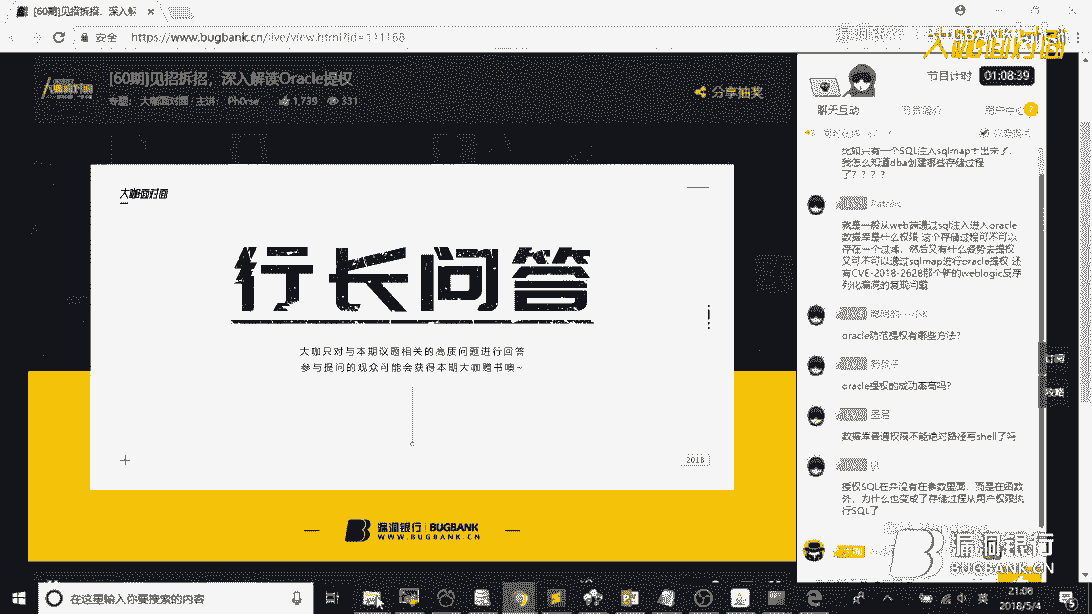 [60期]见招拆招，深入解
安全
https://www.bugbank.cn/live/view.html?id=111168
大咖面对面
[60期]见招拆招，深入解读Oracle提权
专题： 大咖面对面 主讲：
1,739
331
分享抽奖
节目计时
01:08:39
聊天互动
大咖面对面
行长问答
大咖只对与本期议题相关的高质问题进行回答
参与提问的观众可能会获得本期大咖赠书噢~
2018
漏洞银行 BUGBANK
WWW.BUGBANK.CN
比如只有一个SQL注入sqlmap
我怎么知道dba创建哪些存储过程
了？？？？
就是一般从web端通过sql注入进入oracle
数据库是什么权限 这个存储过程可不可以
存在一个过滤，然后又有什么姿势去提权
又可不可以通过sqlmap进行oracle提权 还
有CVE-2018-2628那个新的weblogic反序
列化漏洞的复现问题
oracle防范提权有哪些方法？
oracle提权的成功率高吗？
数据库普通权限不能绝对路径写shell了吗
提权SQL在并没有在参数里面，而是在函数
外，为什么也变成了存储过程从用户权限执
行SQL了
漏洞银行
BUGBANK.CN
在这里输入你要搜索的内容
英
21:08
2018/5/4